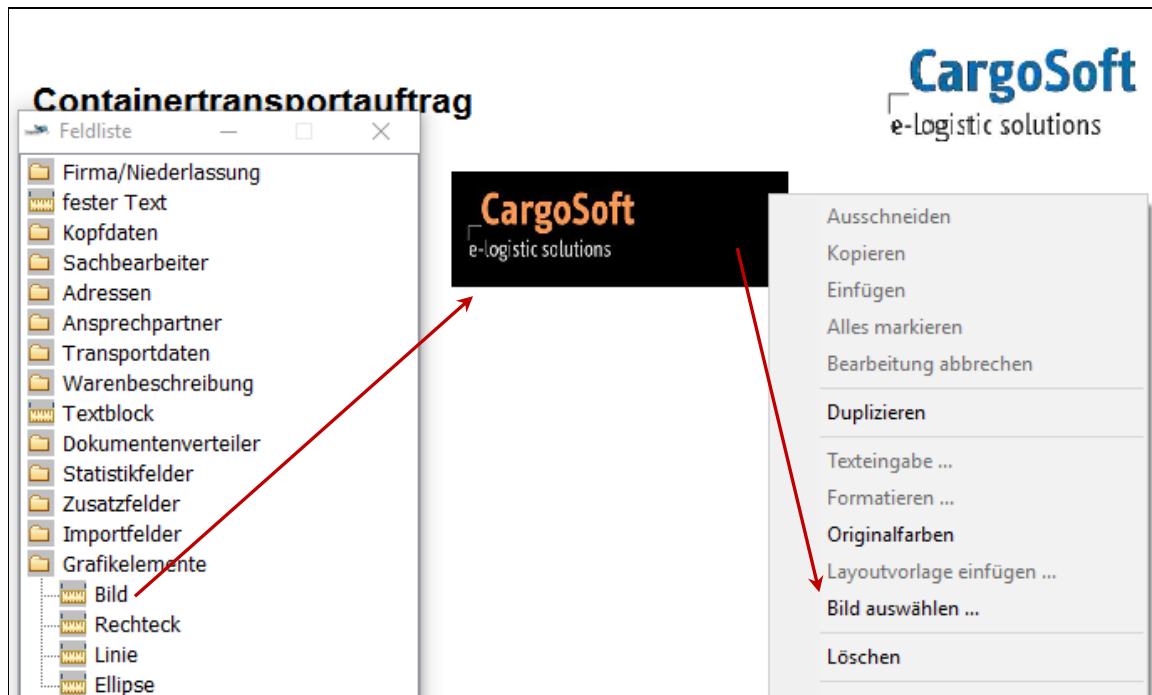 CargoSoft
e-logistic solutions
Containertransportauftrag
Feldliste
Firma/Niederlassung
fester Text
Kopfdaten
Sachbearbeiter
Adressen
Ansprechpartner
Transportdaten
Warenbeschreibung
Textblock
Dokumentenverteiler
Statistikfelder
Zusatzfelder
Importfelder
Grafikelemente
Bild
Rechteck
Linie
Ellipse
CargoSoft
e-logistic solutions
Ausschneiden
Kopieren
Einfügen
Alles markieren
Bearbeitung abbrechen
Duplizieren
Texteingabe ...
Formatieren ...
Originalfarben
Layoutvorlage einfügen ...
Bild auswählen ...
Löschen